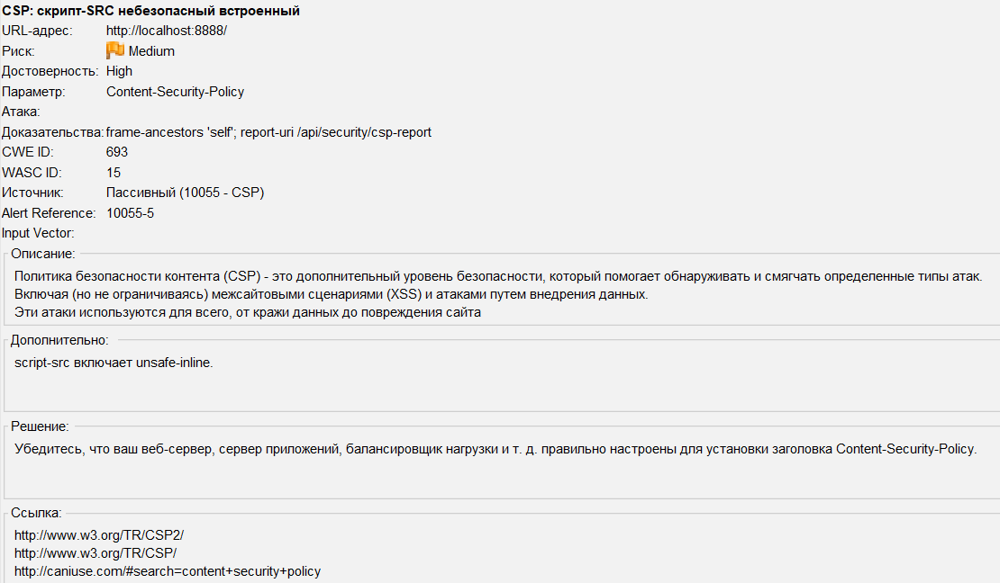 CSP: скрипт-SRC небезопасный встроенный
URL-адрес: http://localhost:8888/
Риск: Medium
Достоверность: High
Параметр: Content-Security-Policy
Атака:
Доказательства: frame-ancestors 'self'; report-uri /api/security/csp-report
CWE ID: 693
WASC ID: 15
Источник: Пассивный (10055 - CSP)
Alert Reference: 10055-5
Input Vector:
Описание:
Политика безопасности контента (CSP) - это дополнительный уровень безопасности, который помогает обнаруживать и смягчать определенные типы атак.
Включая (но не ограничиваясь) межсайтовыми сценариями (XSS) и атаками путем внедрения данных.
Эти атаки используются для всего, от кражи данных до повреждения сайта
Дополнительно:
script-src включает unsafe-inline.
Решение:
Убедитесь, что ваш веб-сервер, сервер приложений, балансировщик нагрузки и т. д. правильно настроены для установки заголовка Content-Security-Policy.
Ссылка:
http://www.w3.org/TR/CSP2/
http://www.w3.org/TR/CSP/
http://caniuse.com/#search=content+security+policy